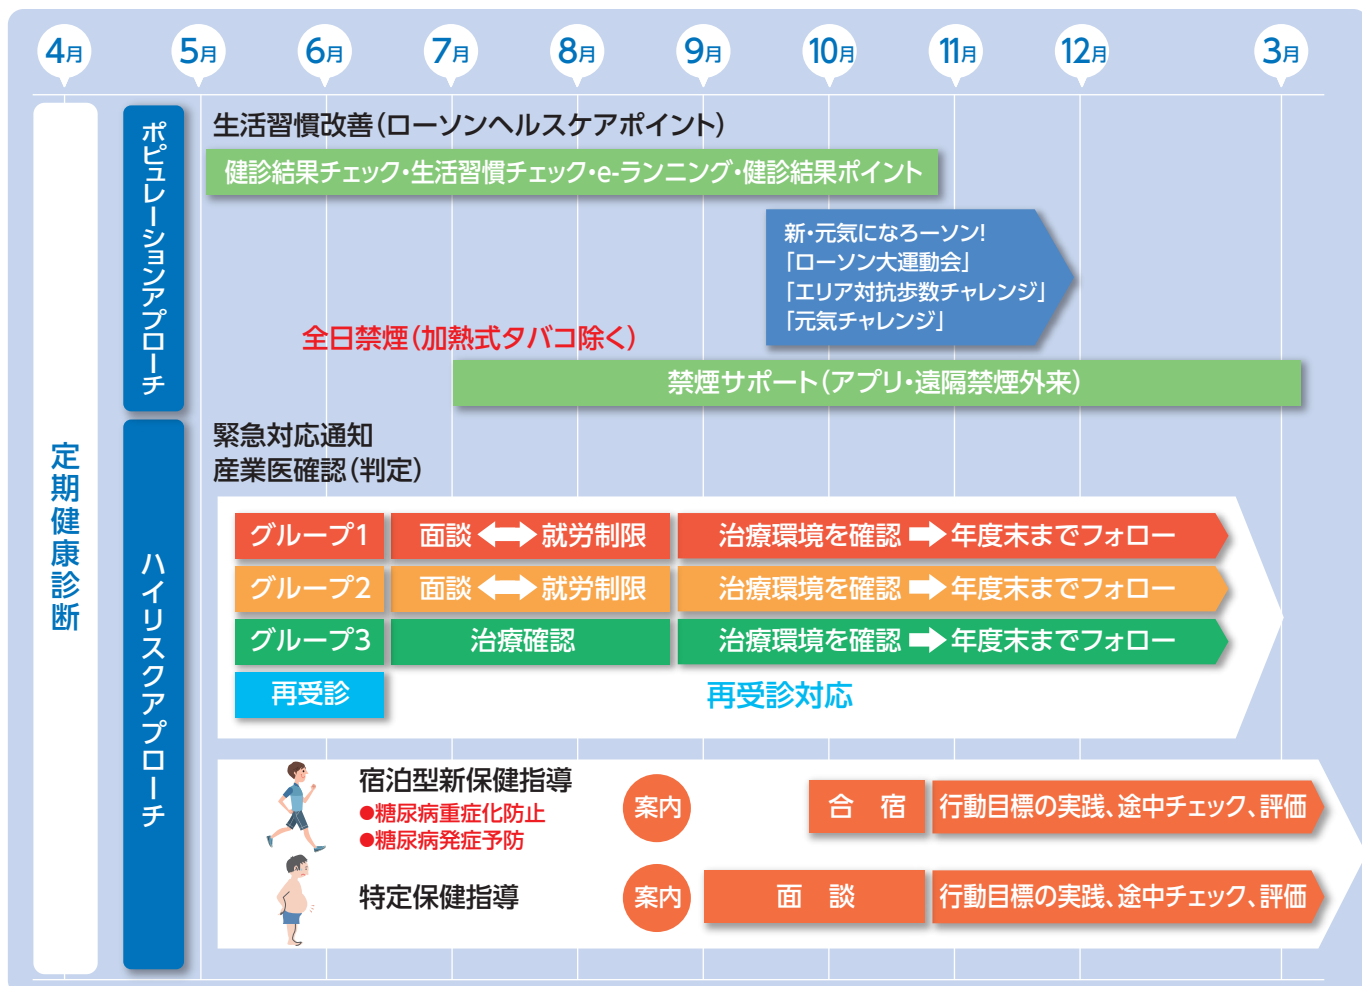 4月 5月 6月 7月 8月 9月 10月 11月 12月 3月
定期健康診断
ポピュレーションアプローチ
生活習慣改善(ローソンヘルスケアポイント)
健診結果チェック・生活習慣チェック・e-ランニング・健診結果ポイント
新・元気になろーソン!
「ローソン大運動会」
「エリア対抗歩数チャレンジ」
「元気チャレンジ」
全日禁煙(加熱式タバコ除く)
禁煙サポート(アプリ・遠隔禁煙外来)
ハイリスクアプローチ
緊急対応通知
産業医確認(判定)
グループ1 面談 就労制限 治療環境を確認 年度末までフォロー
グループ2 面談 就労制限 治療環境を確認 年度末までフォロー
グループ3 治療確認 治療環境を確認 年度末までフォロー
再受診 再受診対応
宿泊型新保健指導
●糖尿病重症化防止
●糖尿病発症予防
案内 合 宿 行動目標の実践、途中チェック、評価
特定保健指導 案内 面 談 行動目標の実践、途中チェック、評価